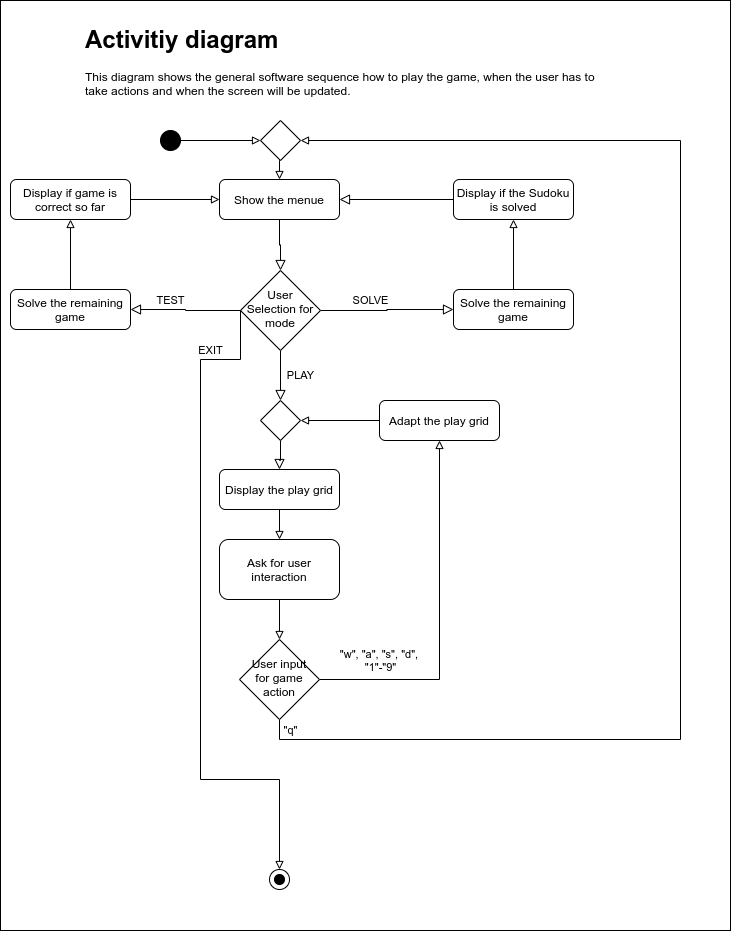 Activitiy diagram
This diagram shows the general software sequence how to play the game, when the user has to
take actions and when the screen will be updated.
Display if game is
correct so far
Show the menue
Display if the Sudoku
is solved
Solve the remaining
game
TEST
User
Selection for
mode
SOLVE
Solve the remaining
game
EXIT
PLAY
Adapt the play grid
Display the play grid
Ask for user
interaction
User input
for game
action
"w", "a", "s", "d",
"1"-"9"
"q"